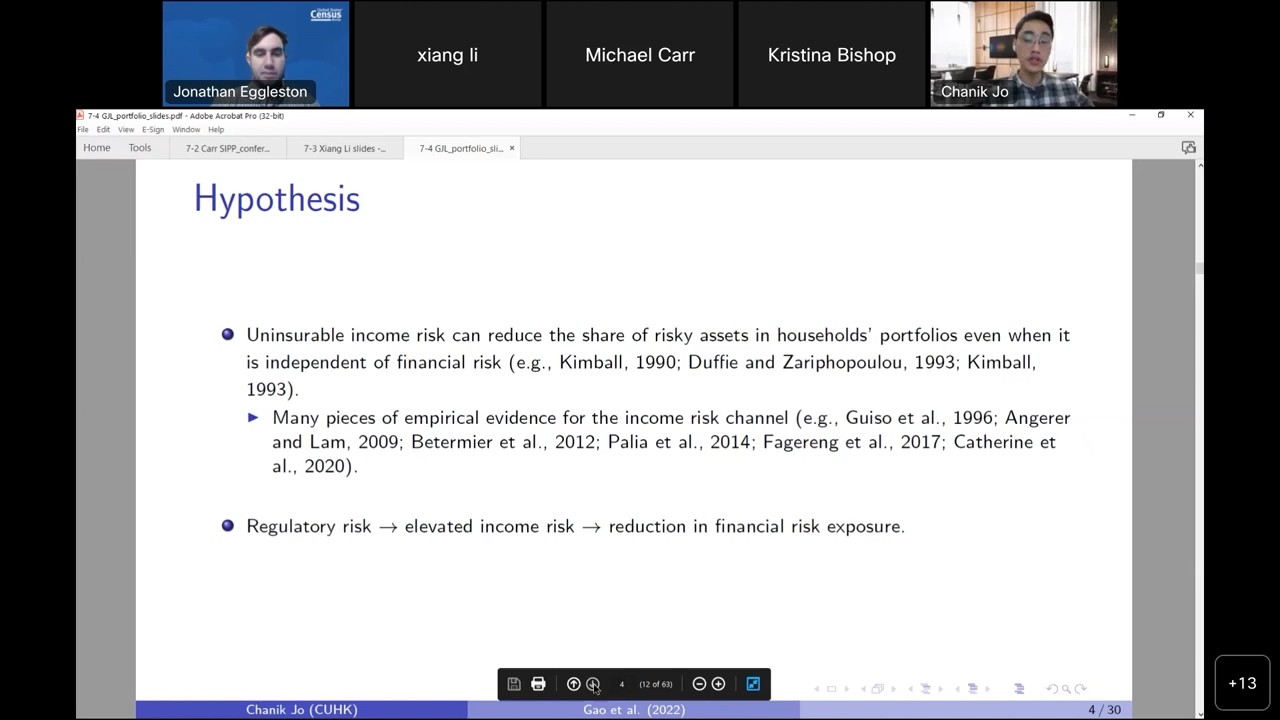 United States®
Census
Bureau
Jonathan Eggleston
xiang li
Michael Carr
Kristina Bishop
Chanik Jo
7-4 GJL_portfolio_slides.pdf - Adobe Acrobat Pro (32-bit)
File Edit View E-Sign Window Help
Home Tools 7-2 Carr SIPP_confer... 7-3 Xiang Li slides -... 7-4 GJL_portfolio_sli... ×
Hypothesis
Uninsurable income risk can reduce the share of risky assets in households' portfolios even when it
is independent of financial risk (e.g., Kimball, 1990; Duffie and Zariphopoulou, 1993; Kimball,
1993).
Many pieces of empirical evidence for the income risk channel (e.g., Guiso et al., 1996; Angerer
and Lam, 2009; Betermier et al., 2012; Palia et al., 2014; Fagereng et al., 2017; Catherine et
al., 2020).
Regulatory risk → elevated income risk → reduction in financial risk exposure.
4 (12 of 63)
Chanik Jo (CUHK) Gao et al. (2022) 4 / 30
+13